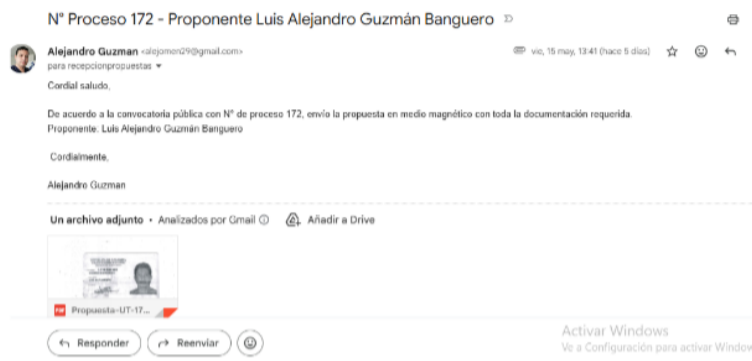 N° Proceso 172 - Proponente Luis Alejandro Guzmán Banguero
Alejandro Guzman <alejomen29@gmail.com>
vie, 15 may, 13:41 (hace 5 días)
para recepcionpropuestas
Cordial saludo,
De acuerdo a la convocatoria pública con N° de proceso 172, envío la propuesta en medio magnético con toda la documentación requerida.
Proponente: Luis Alejandro Guzmán Banguero
Cordialmente,
Alejandro Guzman
Un archivo adjunto • Analizados por Gmail
Añadir a Drive
Propuesta-UT-17...
Responder
Reenviar
Activar Windows
Ve a Configuración para activar Window